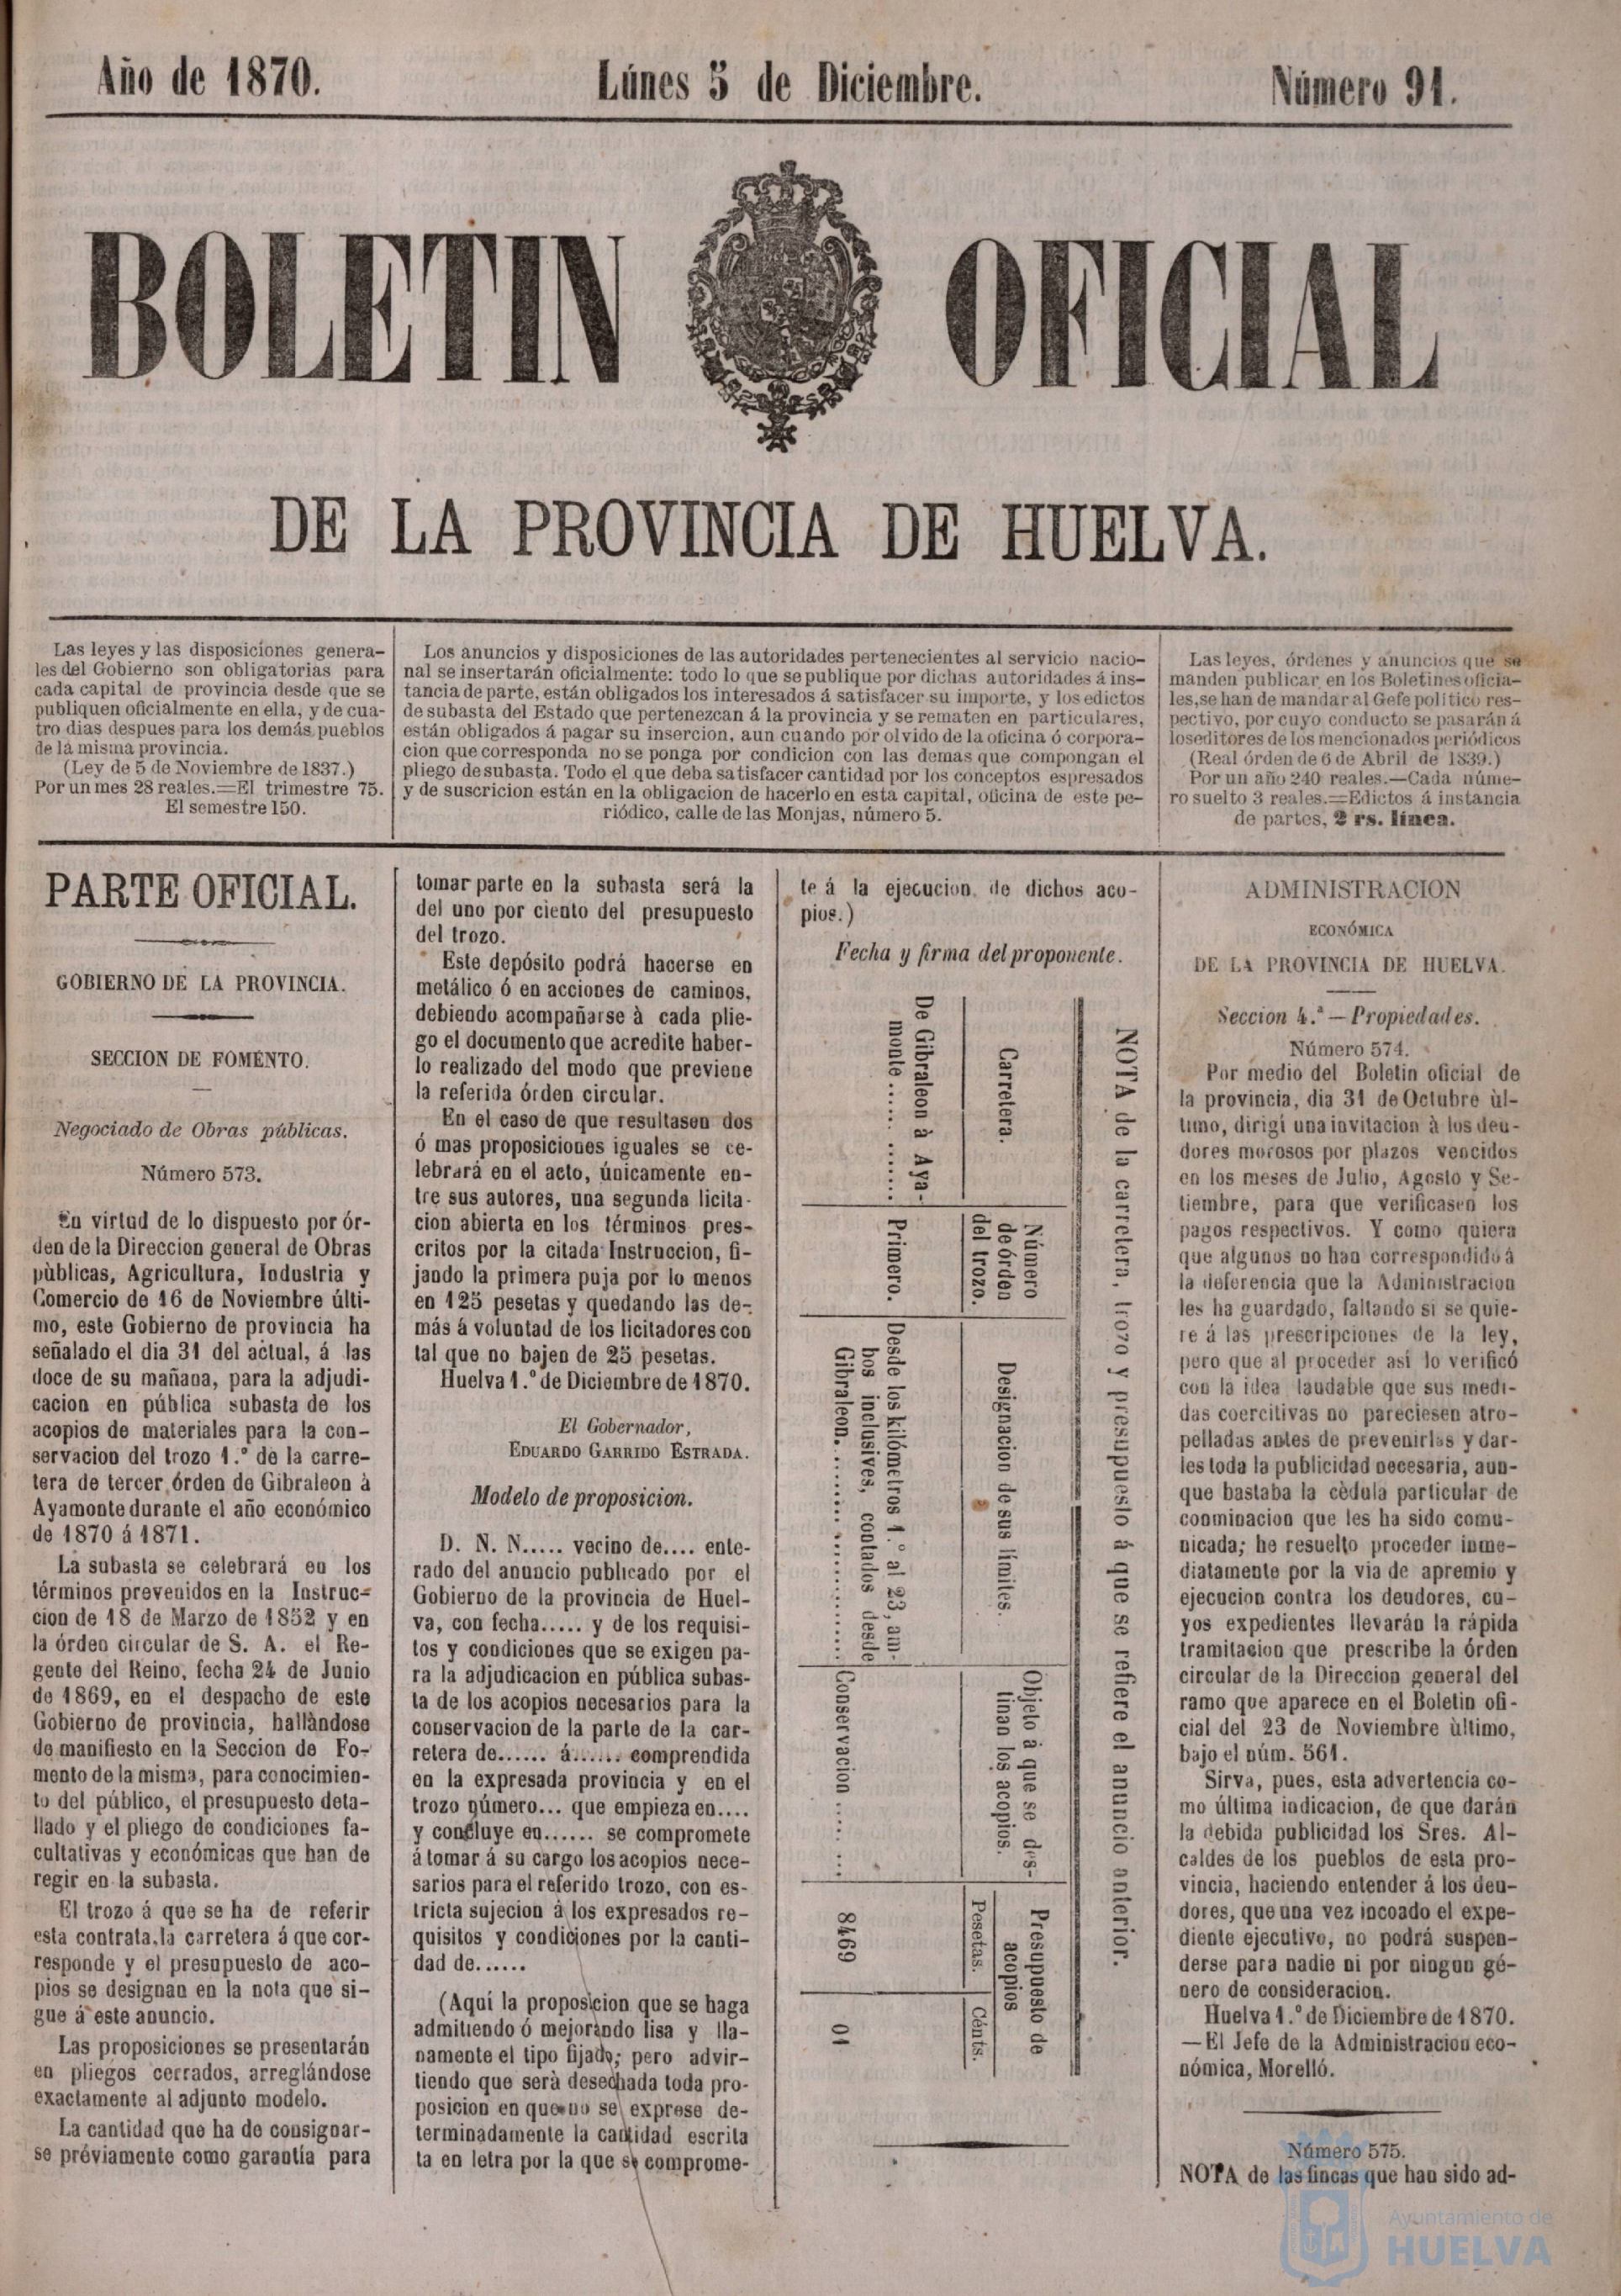 Año de 1870.
Lúnes 5 de Diciembre.
Número 91.
BOLETIN OFICIAL
DE LA PROVINCIA DE HUELVA.
Las leyes y las disposiciones genera-
les del Gobierno son obligatorias para
cada capital de provincia desde que se
publiquen oficialmente en ella, y de cua-
tro dias despues para los demás pueblos
de la misma provincia.
(Ley de 5 de Noviembre de 1837.)
Por un mes 28 reales.=El trimestre 75.
El semestre 150.
Los anuncios y disposiciones de las autoridades pertenecientes al servicio nacio-
nal se insertarán oficialmente: todo lo que se publique por dichas autoridades á ins-
tancia de parte, están obligados los interesados á satisfacer su importe, y los edictos
de subasta del Estado que pertenezcan á la provincia y se rematen en particulares,
están obligados á pagar su insercion, aun cuando por olvido de la oficina ó corpora-
cion que corresponda no se ponga por condicion con las demas que compongan el
pliego de subasta. Todo el que deba satisfacer cantidad por los conceptos espresados
y de suscricion están en la obligacion de hacerlo en esta capital, oficina de este pe-
riódico, calle de las Monjas, número 5.
Las leyes, órdenes y anuncios que se
manden publicar en los Boletines oficia-
les, se han de mandar al Gefe político res-
pectivo, por cuyo conducto se pasarán á
los editores de los mencionados periódicos
(Real órden de 6 de Abril de 1839.)
Por un año 240 reales.—Cada núme-
ro suelto 3 reales.=Edictos á instancia
de partes, 2 rs. línea.
PARTE OFICIAL.
GOBIERNO DE LA PROVINCIA.
SECCION DE FOMENTO.
Negociado de Obras públicas.
Número 573.
En virtud de lo dispuesto por ór-
den de la Direccion general de Obras
pùblicas, Agricultura, Industria y
Comercio de 16 de Noviembre últi-
mo, este Gobierno de provincia ha
señalado el dia 31 del actual, á las
doce de su mañana, para la adjudi-
cacion en pública subasta de los
acopios de materiales para la con-
servacion del trozo 1.º de la carre-
tera de tercer órden de Gibraleon à
Ayamonte durante el año económico
de 1870 á 1871.
La subasta se celebrará en los
términos prevenidos en la Instruc-
cion de 18 de Marzo de 1852 y en
la órden circular de S. A. el Re-
gente del Reino, fecha 24 de Junio
de 1869, en el despacho de este
Gobierno de provincia, hallàndose
de manifiesto en la Seccion de Fo-
mento de la misma, para conocimien-
to del público, el presupuesto deta-
llado y el pliego de condiciones fa-
cultativas y económicas que han de
regir en la subasta.
El trozo á que se ha de referir
esta contrata, la carretera á que cor-
responde y el presupuesto de aco-
pios se designan en la nota que si-
gue á este anuncio.
Las proposiciones se presentarán
en pliegos cerrados, arreglándose
exactamente al adjunto modelo.
La cantidad que ha de consignar-
se préviamente como garantía para
tomar parte en la subasta será la
del uno por ciento del presupuesto
del trozo.
Este depósito podrá hacerse en
metálico ó en acciones de caminos,
debiendo acompañarse à cada plie-
go el documento que acredite haber-
lo realizado del modo que previene
la referida órden circular.
En el caso de que resultasen dos
ó mas proposiciones iguales se ce-
lebrará en el acto, únicamente en-
tre sus autores, una segunda licita-
cion abierta en los términos pres-
critos por la citada Instruccion, fi-
jando la primera puja por lo menos
en 125 pesetas y quedando las de-
más á voluntad de los licitadores con
tal que no bajen de 25 pesetas.
Huelva 1.º de Diciembre de 1870.
El Gobernador,
EDUARDO GARRIDO ESTRADA.
Modelo de proposicion.
D. N. N..... vecino de.... ente-
rado del anuncio publicado por el
Gobierno de la provincia de Huel-
va, con fecha..... y de los requisi-
tos y condiciones que se exigen pa-
ra la adjudicacion en pública subas-
ta de los acopios necesarios para la
conservacion de la parte de la car-
retera de...... á...... comprendida
en la expresada provincia y en el
trozo número... que empieza en....
y concluye en...... se compromete
á tomar á su cargo los acopios nece-
sarios para el referido trozo, con es-
tricta sujecion à los expresados re-
quisitos y condiciones por la canti-
dad de......
(Aquí la proposicion que se haga
admitiendo ó mejorando lisa y lla-
namente el tipo fijado; pero advir-
tiendo que serà desechada toda pro-
posicion en que no se exprese de-
terminadamente la cantidad escrita
ta en letra por la que se comprome-
te á la ejecucion de dichos aco-
pios.)
Fecha y firma del proponente.
NOTA de la carretera, trozo y presupuesto á que se refiere el anuncio anterior.
Carretera.
Número
de órden
del trozo.
Designacion de sus límites.
Objeto à que se des-
tinan los acopios.
Presupuesto de
acopios
Pesetas.
Cénts.
De Gibraleon à Aya-
monte..............
Primero.
Desde los kilómetros 1.º al 23, am-
bos inclusives, contados desde
Gibraleon....................
Conservacion........
8469
01
ADMINISTRACION
ECONÓMICA
DE LA PROVINCIA DE HUELVA.
Seccion 4.ª—Propiedades.
Número 574.
Por medio del Boletin oficial de
la provincia, dia 31 de Octubre ùl-
timo, dirigí una invitacion à los deu-
dores morosos por plazos vencidos
en los meses de Julio, Agosto y Se-
tiembre, para que verificasen los
pagos respectivos. Y como quiera
que algunos no han correspondido á
la deferencia que la Administracion
les ha guardado, faltando si se quie-
re á las prescripciones de la ley,
pero que al proceder así lo verificó
con la idea laudable que sus medi-
das coercitivas no pareciesen atro-
pelladas antes de prevenirlas y dar-
les toda la publicidad necesaria, aun-
que bastaba la cèdula particular de
conminacion que les ha sido comu-
nicada; he resuelto proceder inme-
diatamente por la via de apremio y
ejecucion contra los deudores, cu-
yos expedientes llevarán la rápida
tramitacion que prescribe la órden
circular de la Direccion general del
ramo que aparece en el Boletin ofi-
cial del 23 de Noviembre ùltimo,
bajo el núm. 561.
Sirva, pues, esta advertencia co-
mo última indicacion, de que darán
la debida publicidad los Sres. Al-
caldes de los pueblos de esta pro-
vincia, haciendo entender á los deu-
dores, que una vez incoado el expe-
diente ejecutivo, no podrá suspen-
derse para nadie ni por ningun gé-
nero de consideracion.
Huelva 1.º de Diciembre de 1870.
—El Jefe de la Administracion eco-
nómica, Morelló.
Número 575.
NOTA de las fincas que han sido ad-
Ayuntamiento de
HUELVA